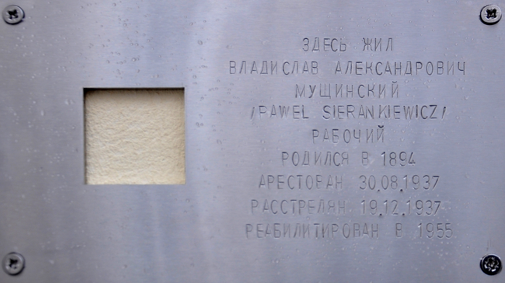 ЗДЕСЬ ЖИЛ
ВЛАДИСЛАВ АЛЕКСАНДРОВИЧ
МУЩИНСКИЙ
/PAWEL SIERANKIEWICZ/
РАБОЧИЙ
РОДИЛСЯ В 1894
АРЕСТОВАН 30.08.1937
РАССТРЕЛЯН 19.12.1937
РЕАБИЛИТИРОВАН В 1955